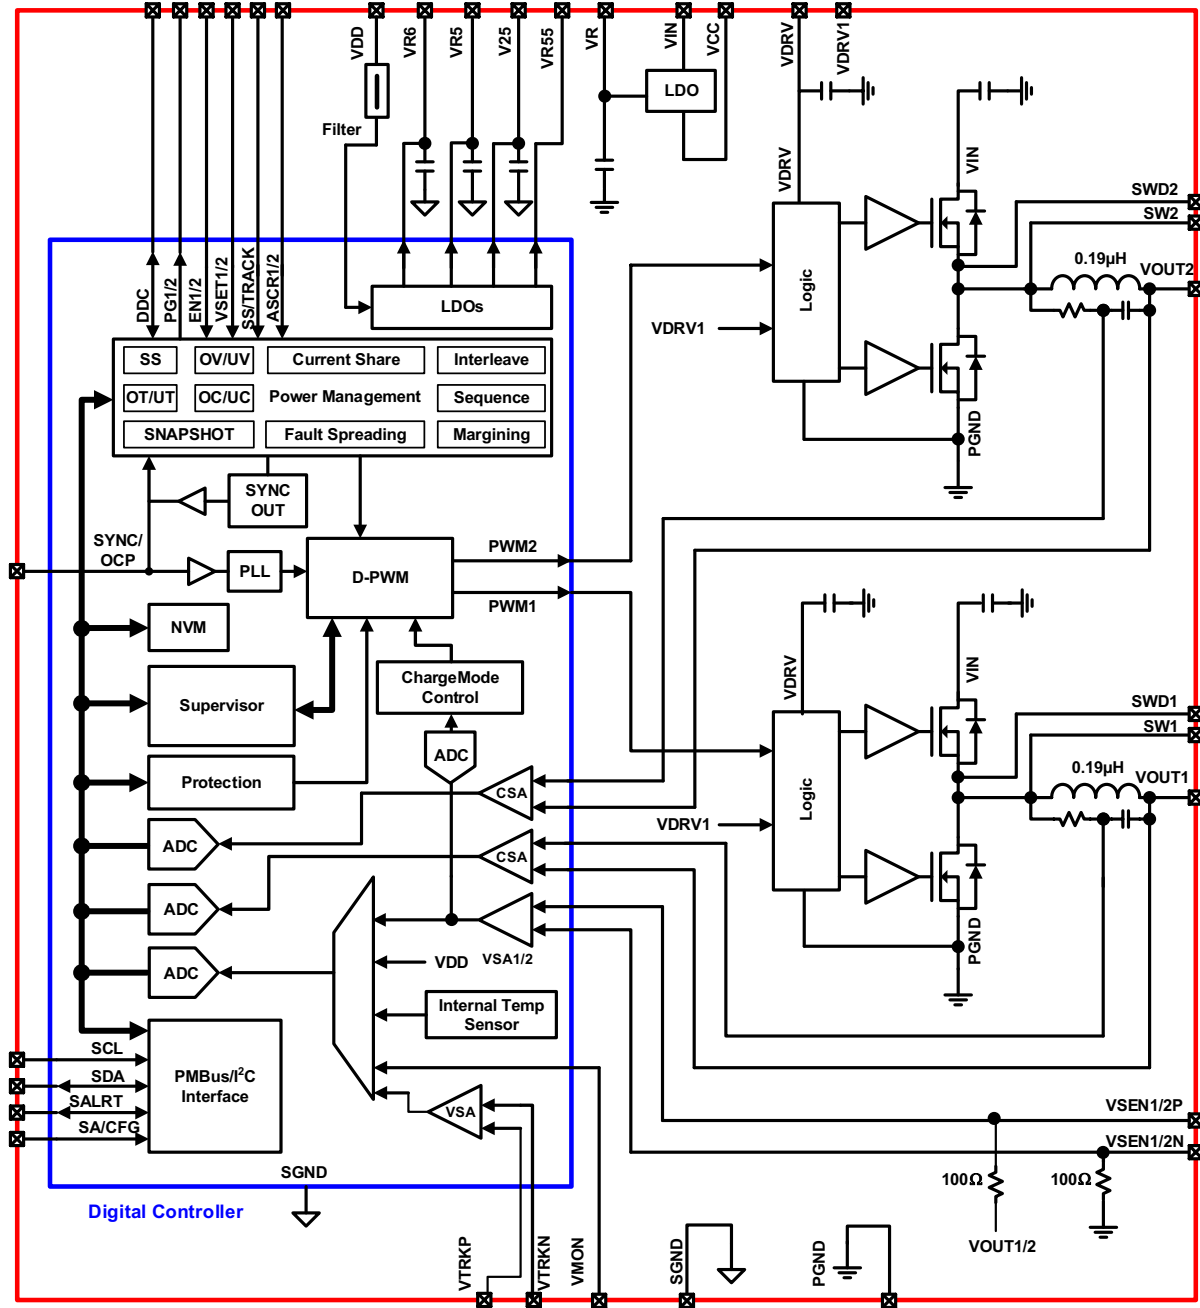 VDD
VR6
VR5
V25
VR55
VR
VIN
VCC
VDRV
VDRV1
LDO
Filter
VDRV
VIN
SWD2
SW2
0.19µH
VOUT2
DDC
PG1/2
EN1/2
VSET1/2
SS/TRACK
ASCR1/2
LDOs
Logic
VDRV1
SS
OV/UV
Current Share
Interleave
OT/UT
OC/UC
Power Management
Sequence
SNAPSHOT
Fault Spreading
Margining
PGND
SYNC
OUT
SYNC/
OCP
PLL
D-PWM
PWM2
PWM1
NVM
Supervisor
ChargeMode
Control
VDRV
VIN
SWD1
SW1
0.19µH
VOUT1
ADC
Protection
CSA
Logic
VDRV1
ADC
CSA
ADC
VSA1/2
PGND
ADC
VDD
Internal Temp
Sensor
SCL
SDA
SALRT
SA/CFG
PMBus/I²C
Interface
VSA
VSEN1/2P
VSEN1/2N
SGND
100Ω
100Ω
Digital Controller
VOUT1/2
VTRKP
VTRKN
VMON
SGND
PGND